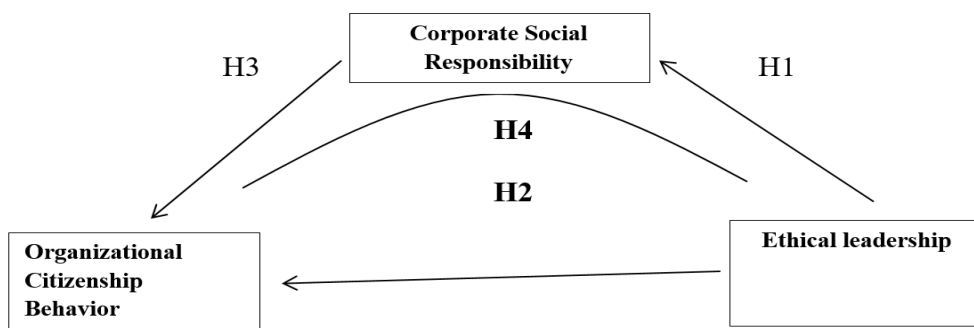 Corporate Social
Responsibility
H3
H1
H4
H2
Organizational
Citizenship
Behavior
Ethical leadership